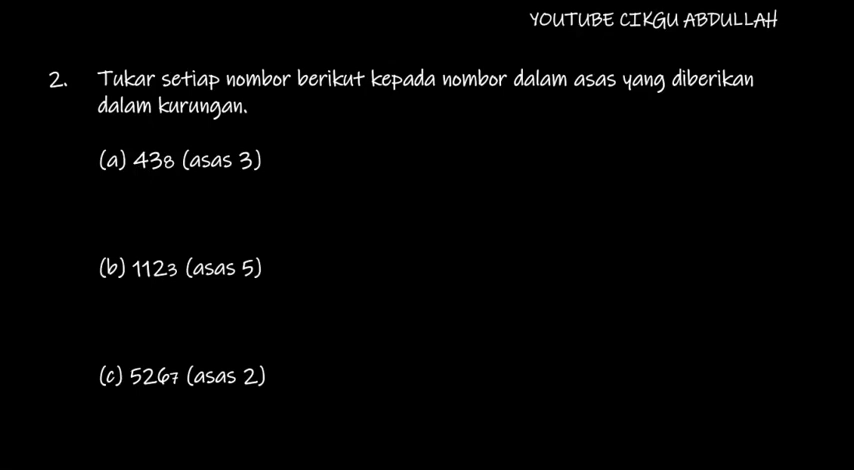 YOUTUBE CIKGU ABDULLAH
2. Tukar setiap nombor berikut kepada nombor dalam asas yang diberikan
dalam kurungan.
(a) 43₈ (asas 3)
(b) 112₃ (asas 5)
(c) 526₇ (asas 2)